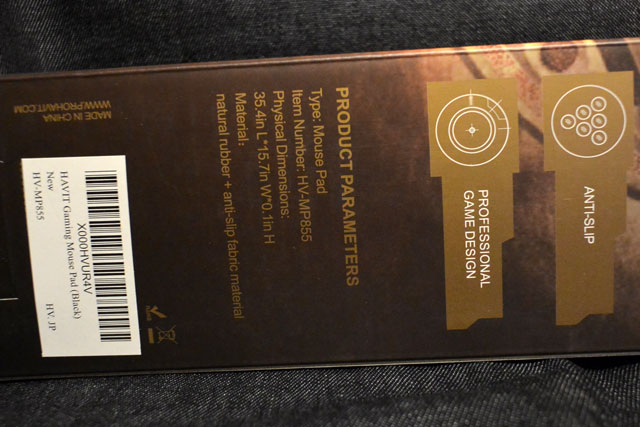 ANTI-SLIP
PROFESSIONAL
GAME DESIGN
PRODUCT PARAMETERS
Type: Mouse Pad
Item Number: HV-MP855
Physical Dimensions:
35.4in L*15.7in W*0.1in H
Material:
natural rubber + anti-slip fabric material
X000HVUR4V
HAVIT Gaming Mouse Pad (Black)
New HV. JP
HV-MP855
WWW.PROHAVIT.COM
MADE IN CHINA